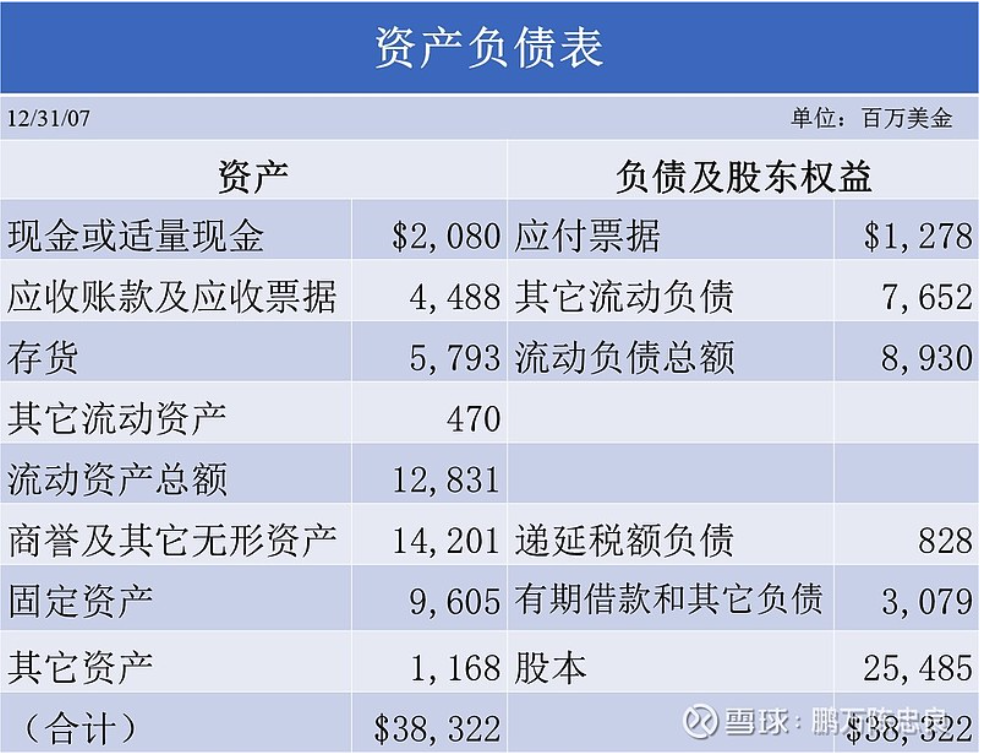 资产负债表
12/31/07 单位：百万美金
资产 负债及股东权益
现金或适量现金 $2,080 应付票据 $1,278
应收账款及应收票据 4,488 其它流动负债 7,652
存货 5,793 流动负债总额 8,930
其它流动资产 470
流动资产总额 12,831
商誉及其它无形资产 14,201 递延税额负债 828
固定资产 9,605 有期借款和其它负债 3,079
其它资产 1,168 股本 25,485
（合计） $38,322 $38,322
雪球：鹏万陈忠良